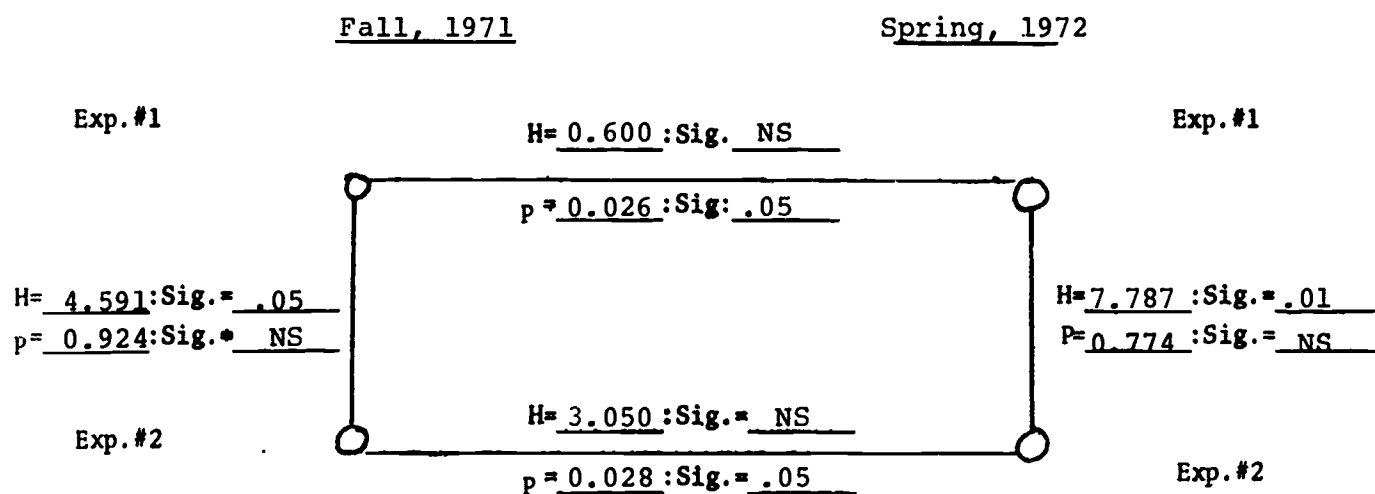 Fall, 1971 Spring, 1972
Exp.#1 Exp.#1
H= 0.600 :Sig. NS
p = 0.026 :Sig: .05
H= 4.591:Sig.= .05 H=7.787 :Sig.=.01
p= 0.924:Sig.= NS P=0.774 :Sig.= NS
H= 3.050 :Sig.= NS
Exp.#2 Exp.#2
p = 0.028 :Sig.= .05